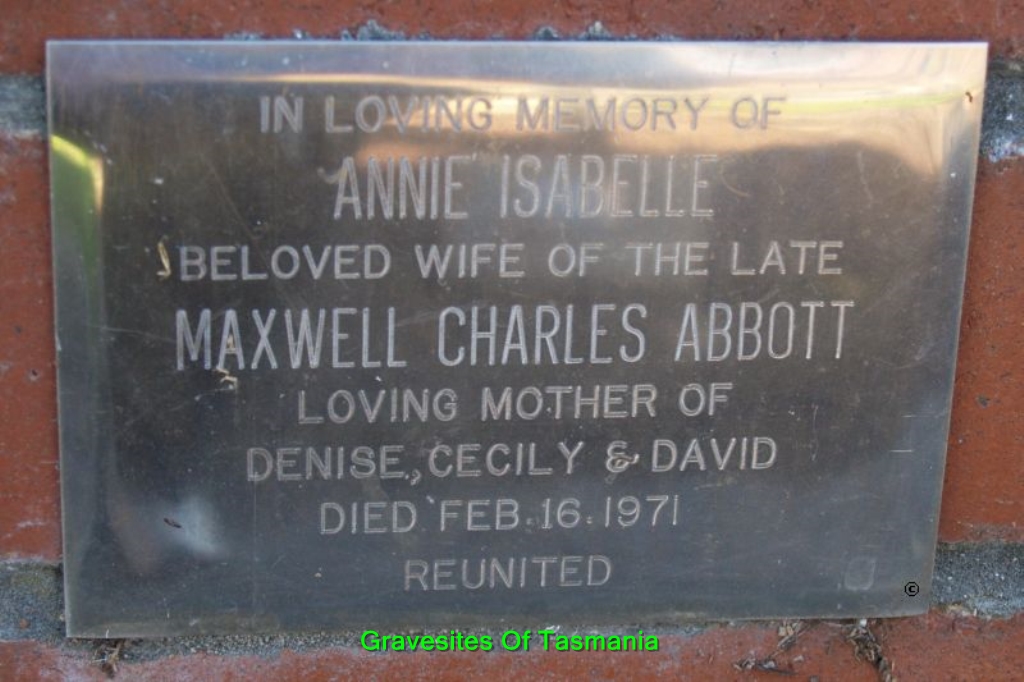 IN LOVING MEMORY OF
ANNIE ISABELLE
BELOVED WIFE OF THE LATE
MAXWELL CHARLES ABBOTT
LOVING MOTHER OF
DENISE, CECILY & DAVID
DIED FEB. 16. 1971
REUNITED
©
Gravesites Of Tasmania